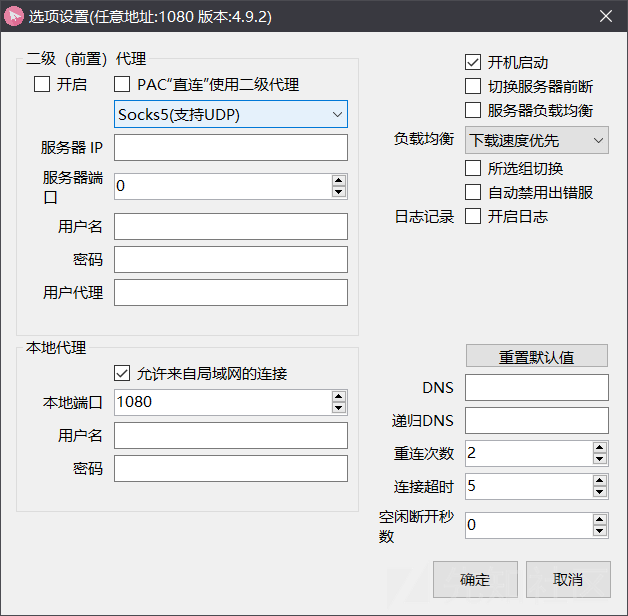 选项设置(任意地址:1080 版本:4.9.2)
二级（前置）代理
开启
PAC“直连”使用二级代理
Socks5(支持UDP)
服务器 IP
服务器端口
0
用户名
密码
用户代理
本地代理
允许来自局域网的连接
本地端口
1080
用户名
密码
开机启动
切换服务器前断
服务器负载均衡
负载均衡
下载速度优先
所选组切换
自动禁用出错服
日志记录
开启日志
重置默认值
DNS
递归DNS
重连次数
2
连接超时
5
空闲断开秒数
0
确定
取消